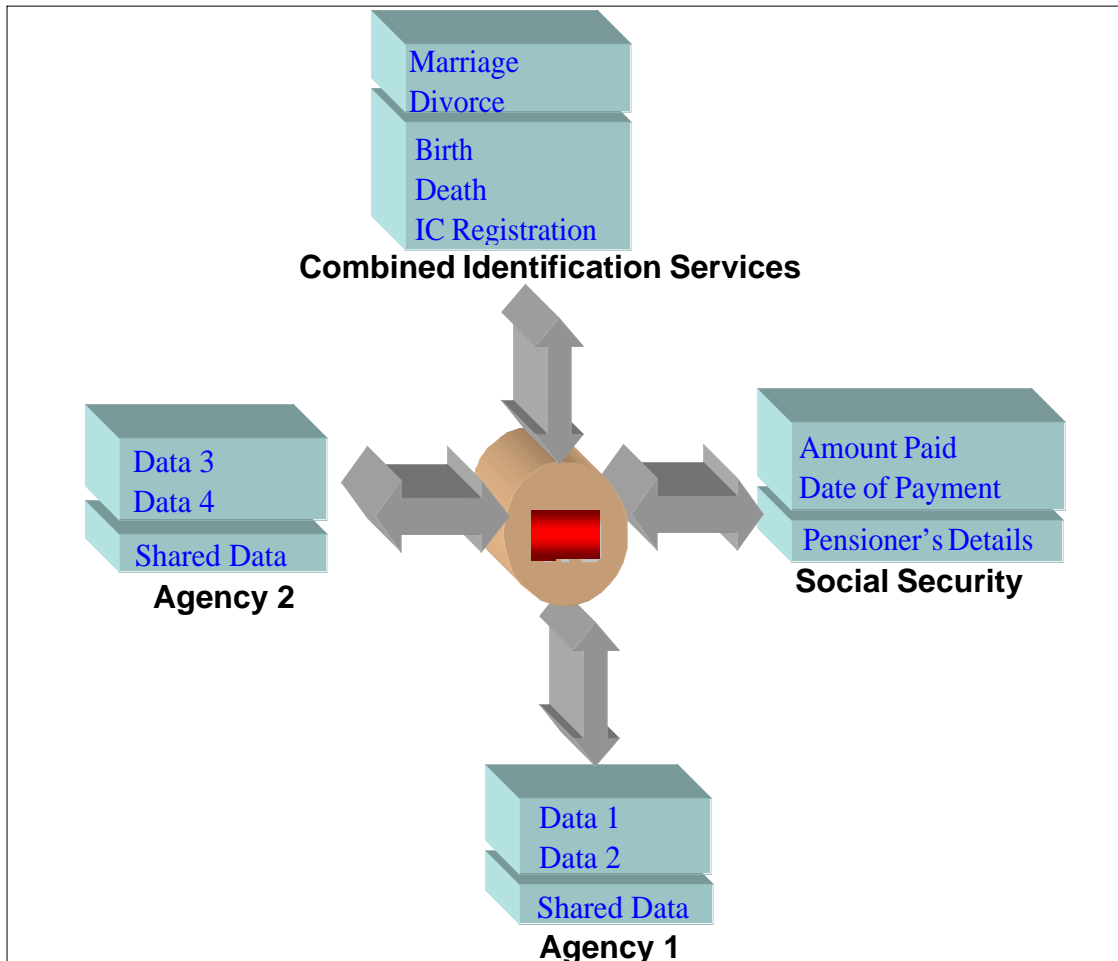 Marriage
Divorce
Birth
Death
IC Registration
Combined Identification Services
Data 3
Data 4
Shared Data
Agency 2
Amount Paid
Date of Payment
Pensioner's Details
Social Security
Data 1
Data 2
Shared Data
Agency 1